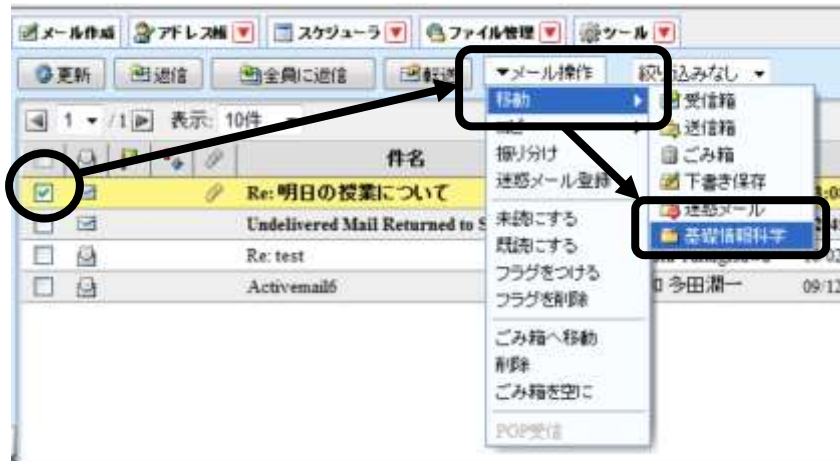 メール作成 アドレス帳 スケジューラ ファイル管理 ツール
更新 返信 全員に返信 転送 ▼メール操作 絞り込みなし
1 /1 表示: 10件
件名
Re: 明日の授業について
Undelivered Mail Returned to S
Re: test
Activemail6 多田潤一 09/12
移動
振り分け
迷惑メール登録
未読にする
既読にする
フラグをつける
フラグを削除
ごみ箱へ移動
削除
ごみ箱を空に
POP受信
受信箱
送信箱
ごみ箱
下書き保存
迷惑メール
基礎情報科学